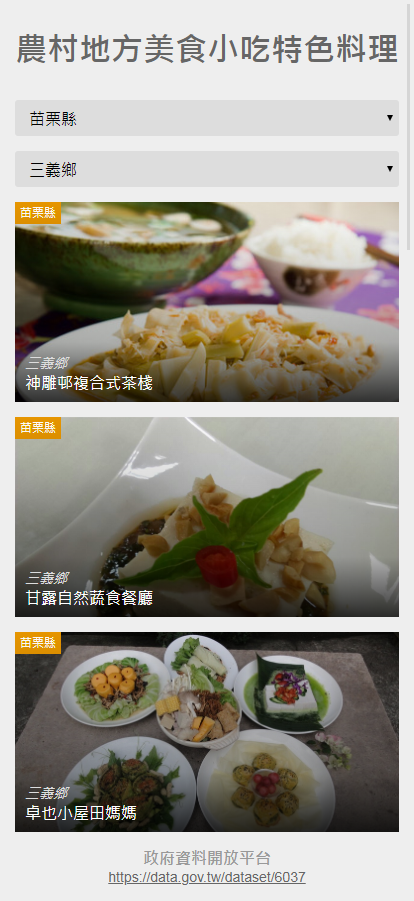 農村地方美食小吃特色料理
苗栗縣
三義鄉
苗栗縣
三義鄉
神雕邨複合式茶棧
苗栗縣
三義鄉
甘露自然蔬食餐廳
苗栗縣
三義鄉
卓也小屋田媽媽
政府資料開放平台
https://data.gov.tw/dataset/6037